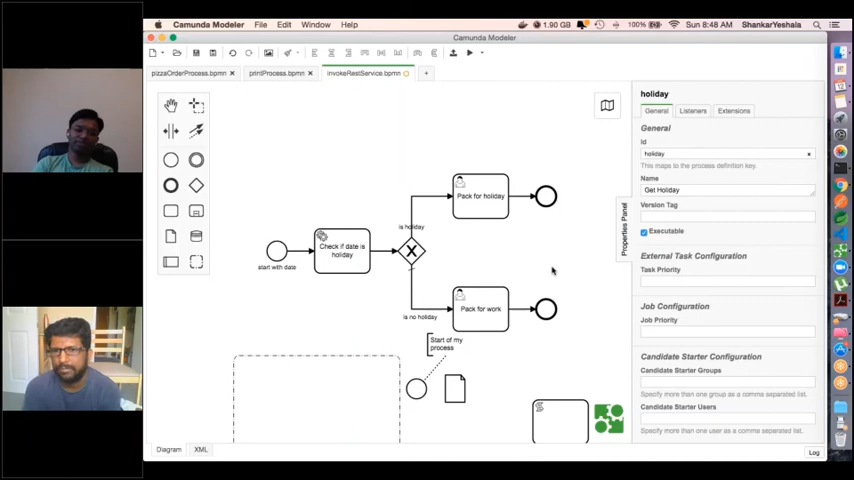 Camunda Modeler File Edit Window Help 1.90 GB 100% Sun 8:48 AM ShankarYeshala
Camunda Modeler
pizzaOrderProcess.bpmn printProcess.bpmn invokeRestService.bpmn +
holiday
General Listeners Extensions
General
Id
holiday
This maps to the process definition key.
Name
Get Holiday
Version Tag
Executable
External Task Configuration
Task Priority
Job Configuration
Job Priority
Candidate Starter Configuration
Candidate Starter Groups
Specify more than one group as a comma separated list.
Candidate Starter Users
Specify more than one user as a comma separated list.
Properties Panel
Pack for holiday
is holiday
Check if date is
holiday
X
start with date
Pack for work
is no holiday
Start of my
process
Diagram XML
Log